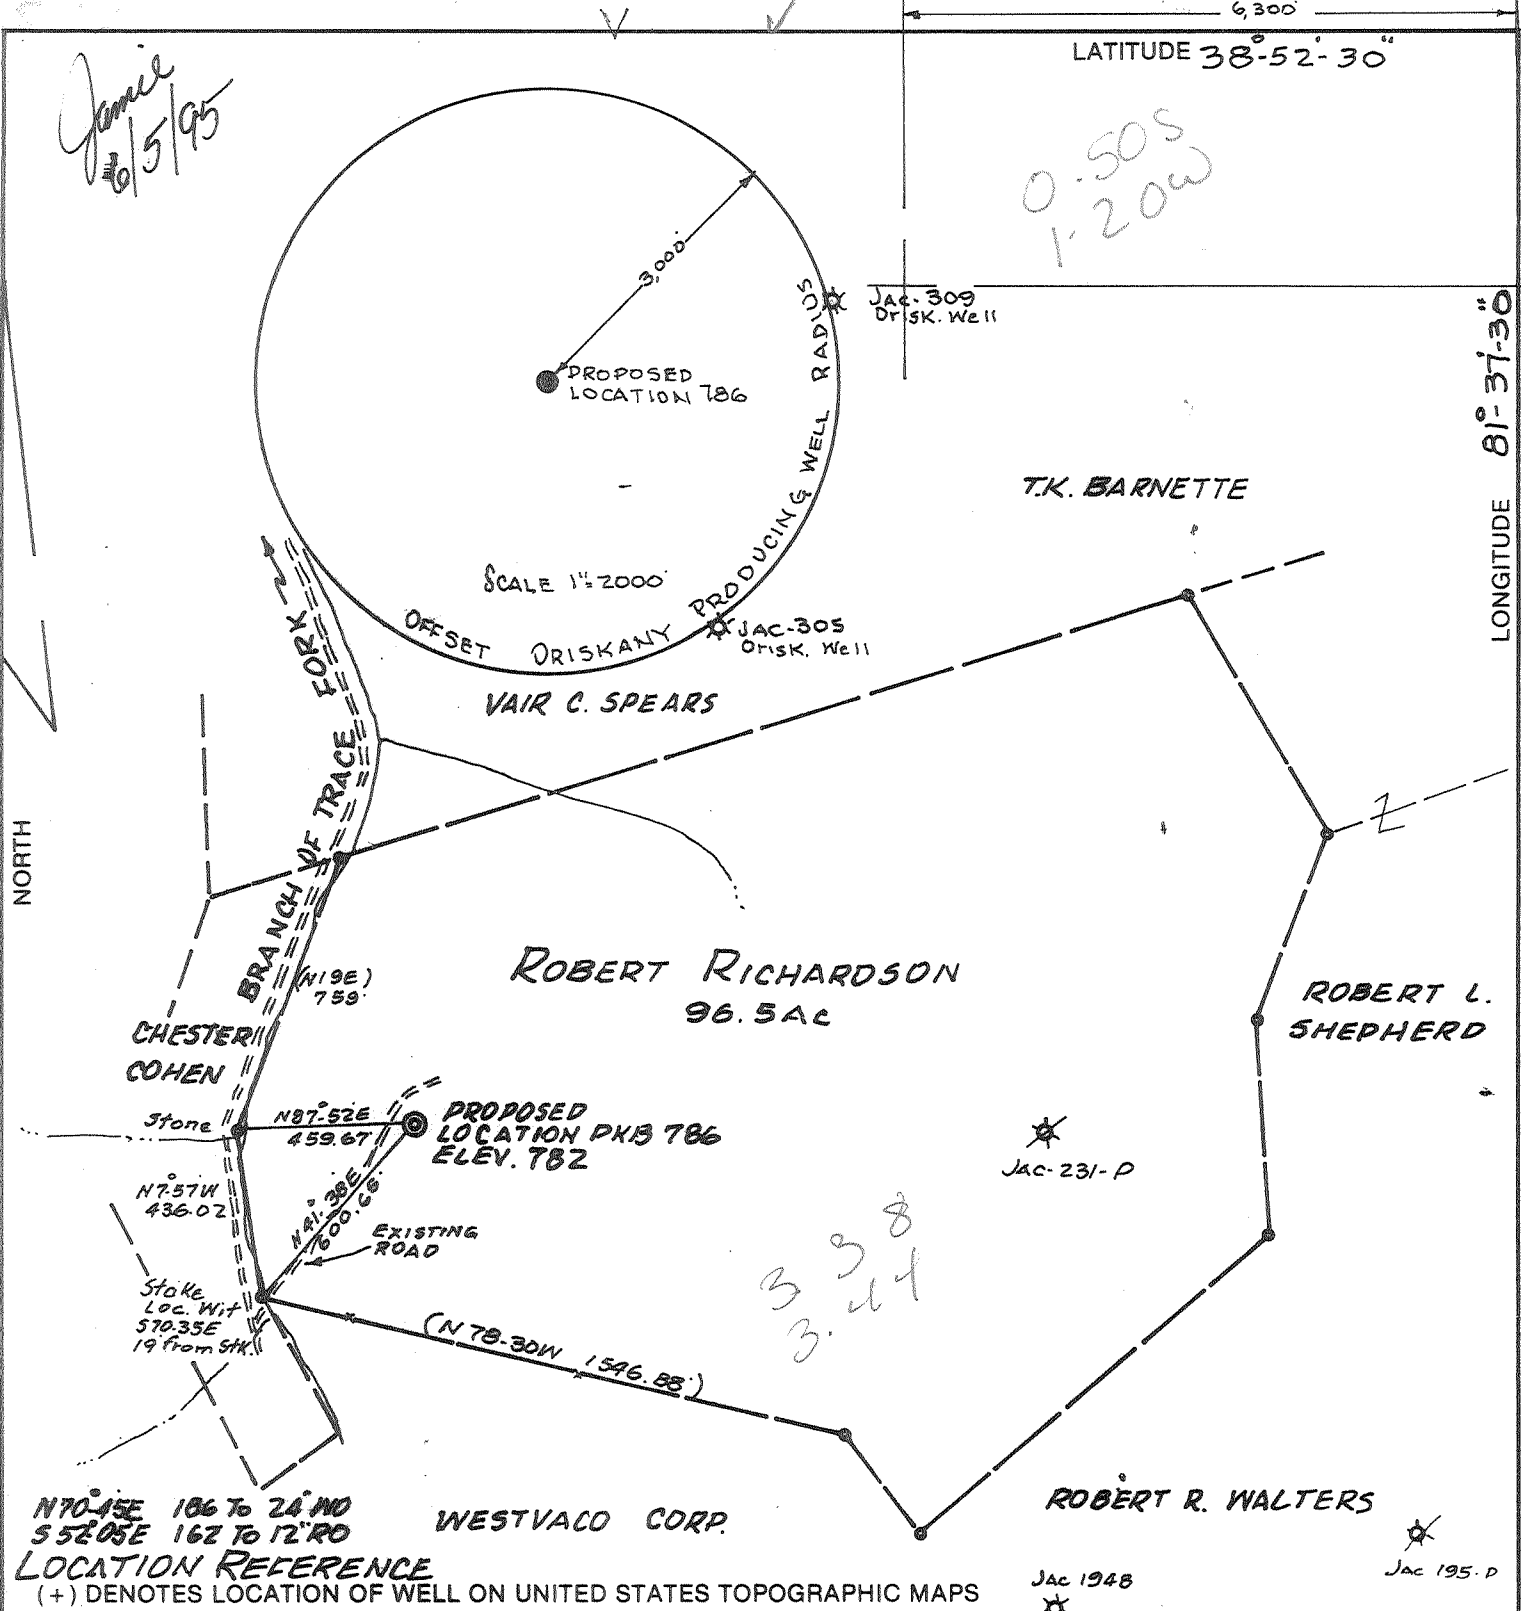 6,300'
LATITUDE 38°-52'-30"
Jamie
6/5/95
0.50S
1.20W
3,000'
JAC-309
Orisk. Well
PROPOSED
LOCATION 786
LONGITUDE 81°-37'-30"
T.K. BARNETTE
SCALE 1"=2000'
OFFSET ORISKANY PRODUCING WELL RADIUS
JAC-305
Orisk. Well
VAIR C. SPEARS
BRANCH OF TRACE FORK
NORTH
(N19E)
759'
ROBERT RICHARDSON
96.5 Ac
ROBERT L.
SHEPHERD
CHESTER
COHEN
Stone
N87°-52E
459.67
PROPOSED
LOCATION PKB 786
ELEV. 782
JAC-231-P
N7°-57W
436.02
N41°-38E
600.66'
EXISTING
ROAD
338
3.44
Stake
Loc. Wit
S70-35E
19' from Stk.
(N 78-30W 1546.88')
N70°-45E 186 To 24"
S52°-05E 162 To 12" RO
WESTVACO CORP.
ROBERT R. WALTERS
LOCATION REFERENCE
JAC 195-P
(+) DENOTES LOCATION OF WELL ON UNITED STATES TOPOGRAPHIC MAPS
JAC 1948